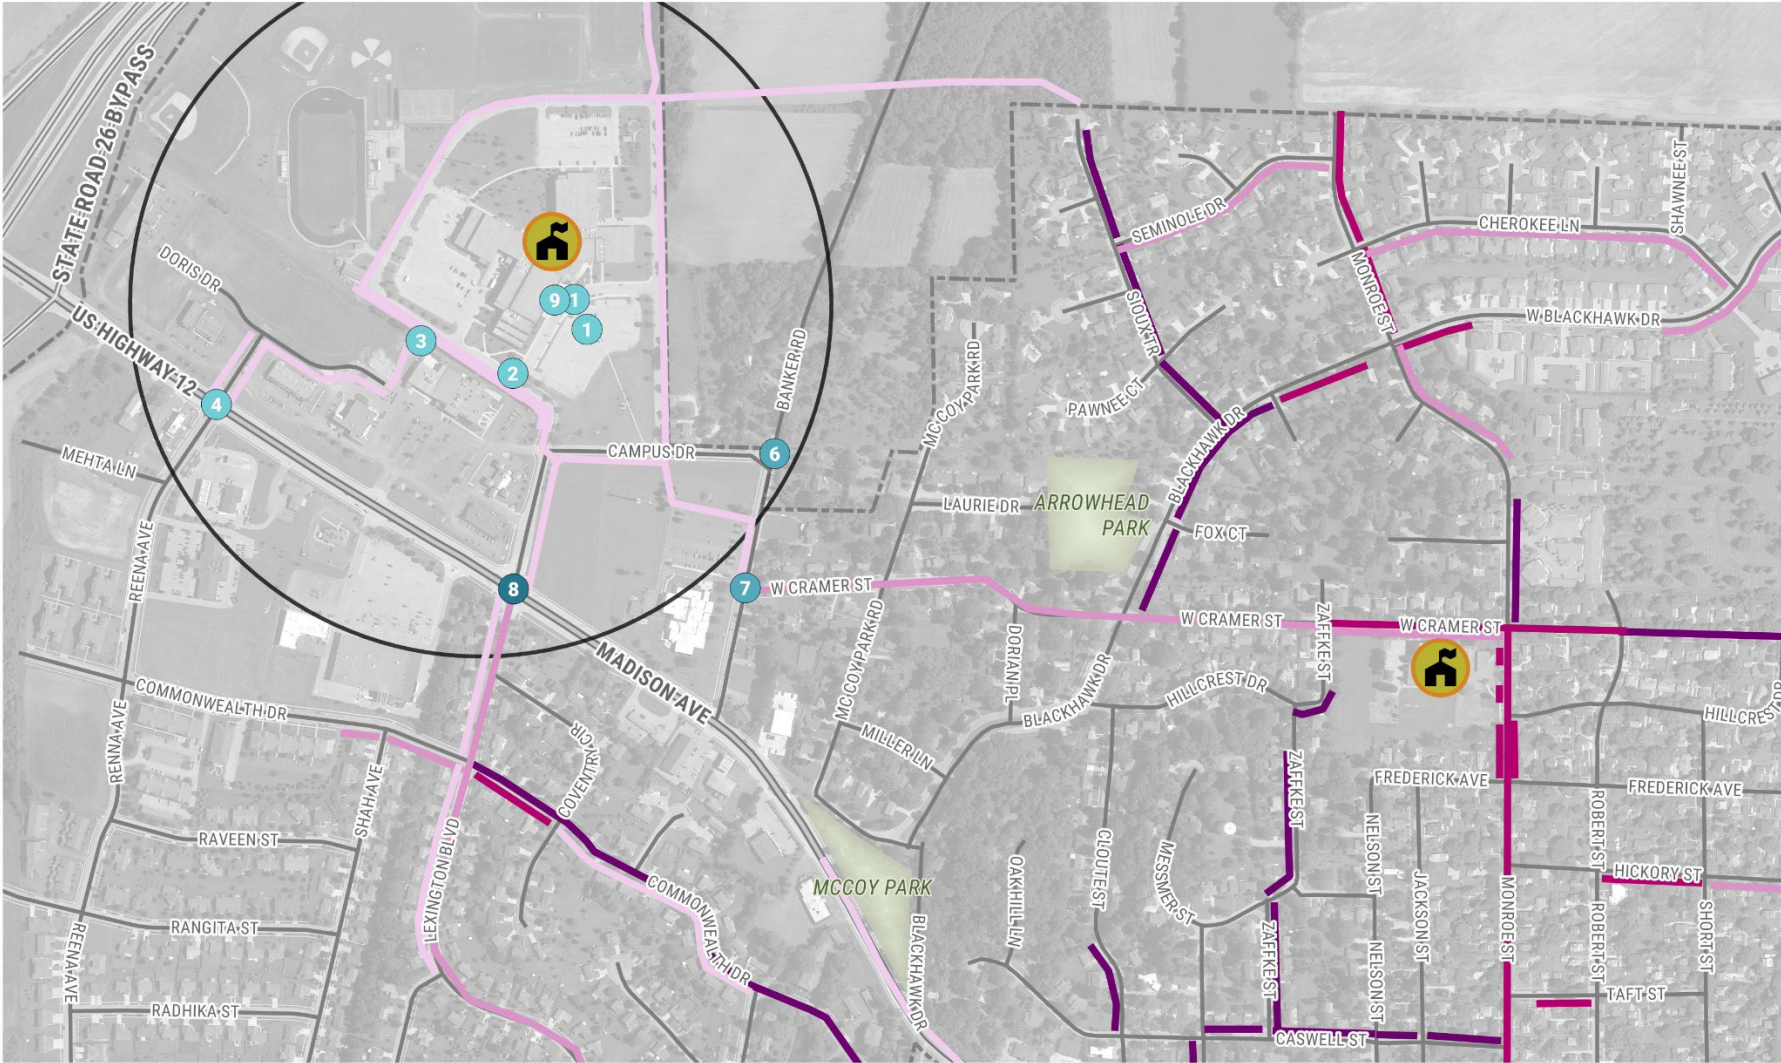 STATE ROAD 26 BYPASS
DORIS DR
US HIGHWAY 12
9
1
1
3
2
4
6
7
8
MEHTA LN
REENA AVE
BANKER RD
CAMPUS DR
MCCOY PARK RD
SEMINOLE DR
SIOUX TR
PAWNEE CT
BLACKHAWK DR
MONROE ST
CHEROKEE LN
SHAWNEE ST
W BLACKHAWK DR
LAURIE DR
ARROWHEAD
PARK
FOX CT
W CRAMER ST
MCCOY PARK RD
DORIAN PL
W CRAMER ST
ZAFFKE ST
W CRAMER ST
MADISON AVE
COMMONWEALTH DR
RENNA AVE
COVENTRY CIR
MILLER LN
BLACKHAWK DR
HILLCREST DR
HILLCREST DR
ZAFFKE ST
FREDERICK AVE
FREDERICK AVE
SHAH AVE
RAVEEN ST
LEXINGTON BLVD
COMMONWEALTH DR
MCCOY PARK
BLACKHAWK DR
OAK HILL LN
CLOUTE ST
MESSMER ST
NELSON ST
JACKSON ST
ROBERT ST
HICKORY ST
RANGITA ST
REENA AVE
RADHIKA ST
ZAFFKE ST
NELSON ST
MONROE ST
ROBERT ST
SHORT ST
TAFT ST
CASWELL ST